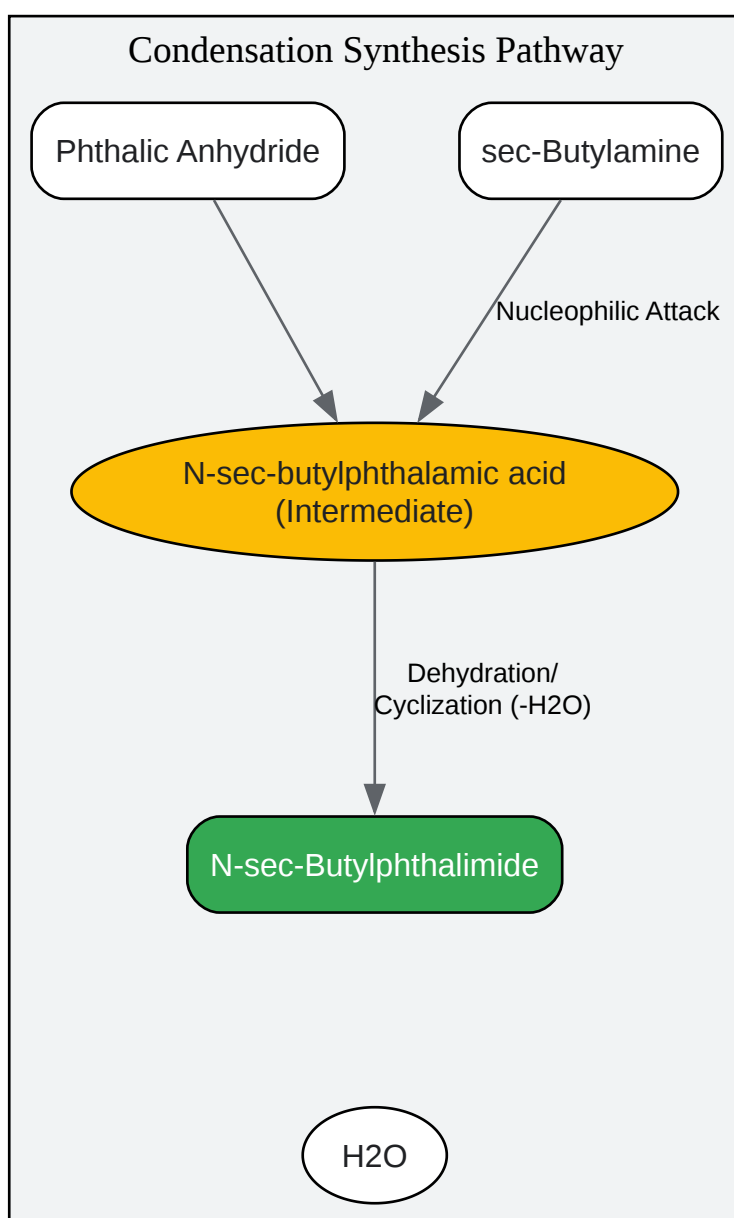 Condensation Synthesis Pathway
Phthalic Anhydride
sec-Butylamine
Nucleophilic Attack
N-sec-butylphthalamic acid
(Intermediate)
Dehydration/
Cyclization (-H2O)
N-sec-Butylphthalimide
H2O